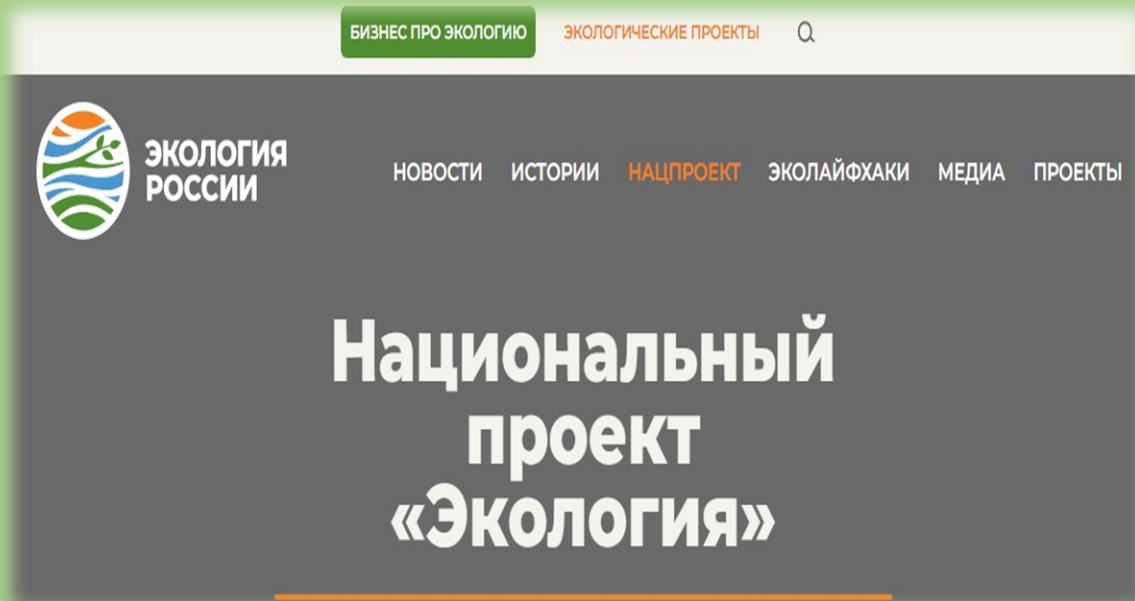 БИЗНЕС ПРО ЭКОЛОГИЮ ЭКОЛОГИЧЕСКИЕ ПРОЕКТЫ
ЭКОЛОГИЯ
РОССИИ
НОВОСТИ ИСТОРИИ НАЦПРОЕКТ ЭКОЛАЙФХАКИ МЕДИА ПРОЕКТЫ
Национальный
проект
«Экология»